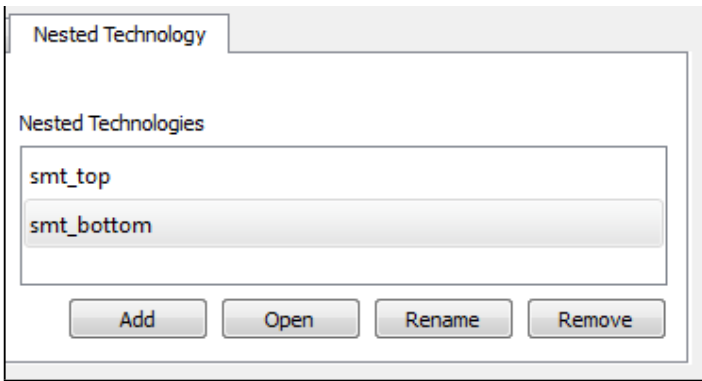 Nested Technology
Nested Technologies
smt_top
smt_bottom
Add Open Rename Remove